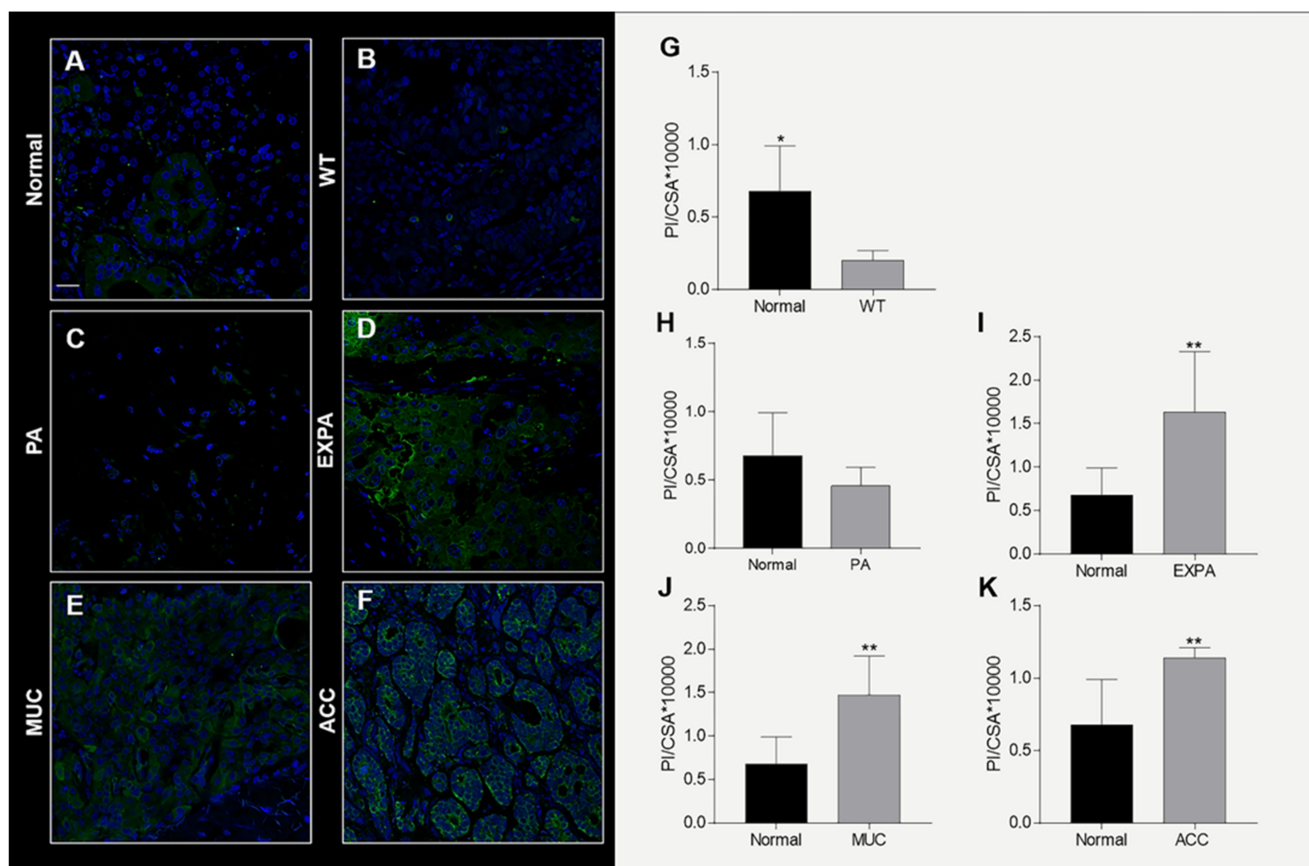 A
B
Normal
WT
C
D
PA
EXPA
E
F
MUC
ACC
G
PI/CSA*10000
1.5
1.0
0.5
0.0
*
Normal WT
H
PI/CSA*10000
1.5
1.0
0.5
0.0
Normal PA
I
PI/CSA*10000
2.5
2.0
1.5
1.0
0.5
0.0
**
Normal EXPA
J
PI/CSA*10000
2.5
2.0
1.5
1.0
0.5
0.0
**
Normal MUC
K
PI/CSA*10000
1.5
1.0
0.5
0.0
**
Normal ACC